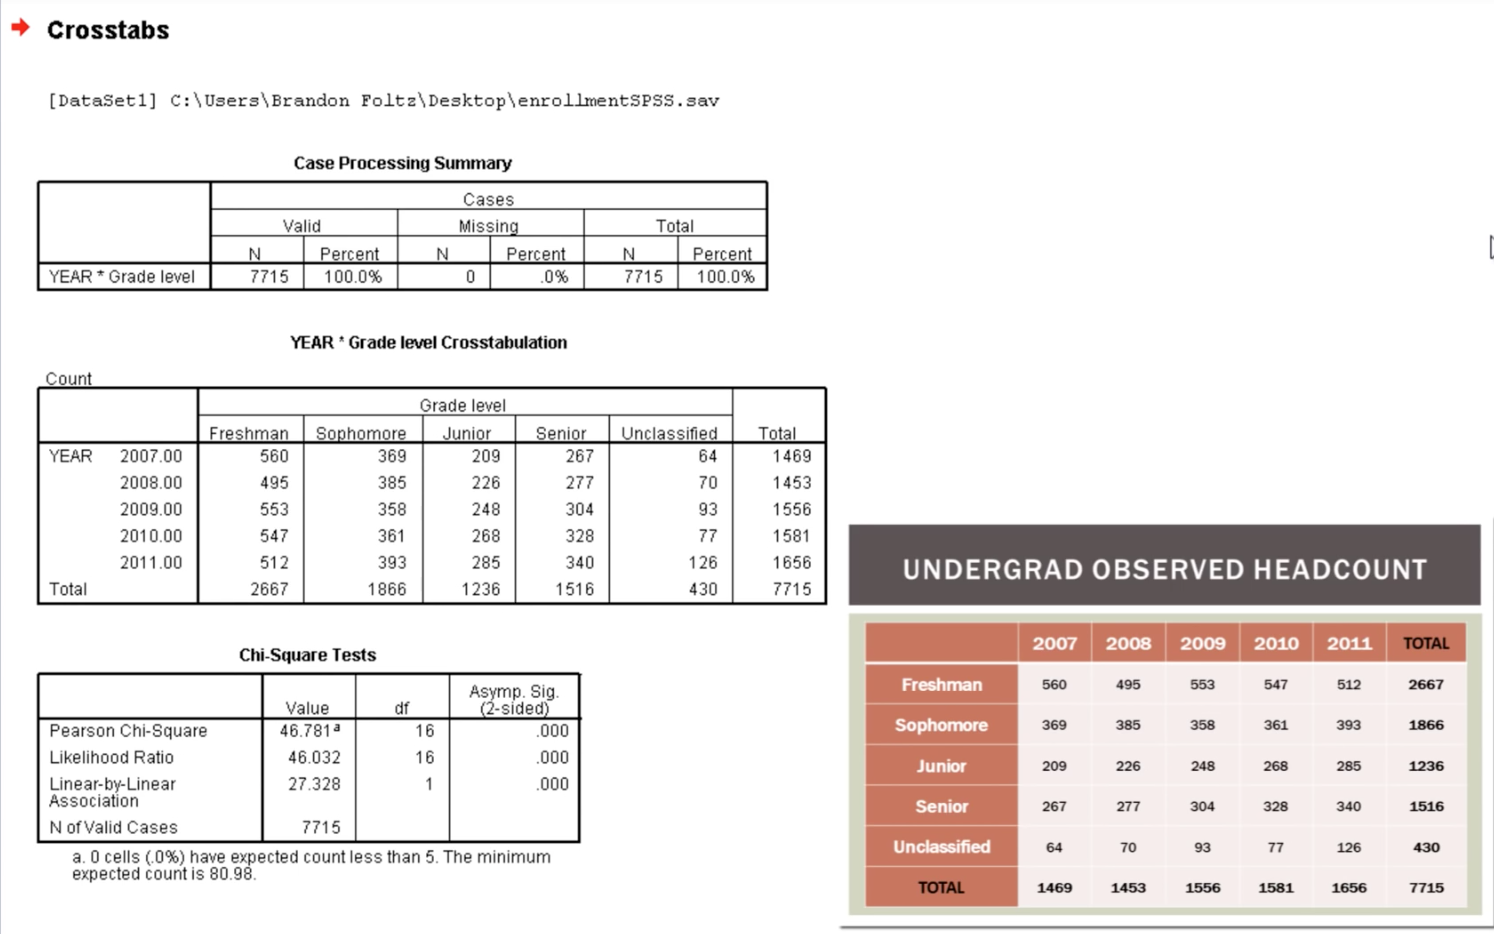 Crosstabs
[DataSet1] C:\Users\Brandon Foltz\Desktop\enrollmentSPSS.sav
Case Processing Summary
Cases
Valid Missing Total
N Percent N Percent N Percent
YEAR * Grade level 7715 100.0% 0 .0% 7715 100.0%
YEAR * Grade level Crosstabulation
Count
Grade level
Freshman Sophomore Junior Senior Unclassified Total
YEAR 2007.00 560 369 209 267 64 1469
2008.00 495 385 226 277 70 1453
2009.00 553 358 248 304 93 1556
2010.00 547 361 268 328 77 1581
2011.00 512 393 285 340 126 1656
Total 2667 1866 1236 1516 430 7715
Chi-Square Tests
Value df Asymp. Sig. (2-sided)
Pearson Chi-Square 46.781a 16 .000
Likelihood Ratio 46.032 16 .000
Linear-by-Linear Association 27.328 1 .000
N of Valid Cases 7715
a. 0 cells (.0%) have expected count less than 5. The minimum
expected count is 80.98.
UNDERGRAD OBSERVED HEADCOUNT
2007 2008 2009 2010 2011 TOTAL
Freshman 560 495 553 547 512 2667
Sophomore 369 385 358 361 393 1866
Junior 209 226 248 268 285 1236
Senior 267 277 304 328 340 1516
Unclassified 64 70 93 77 126 430
TOTAL 1469 1453 1556 1581 1656 7715